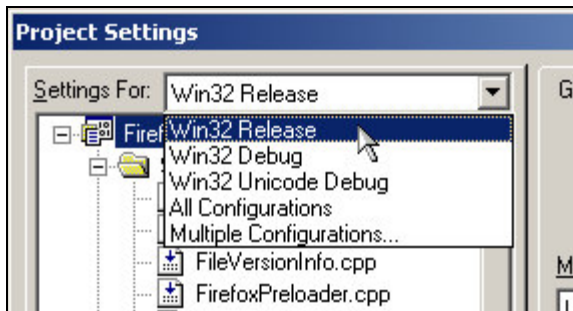 Project Settings
Settings For:
Win32 Release
Win32 Release
Win32 Debug
Win32 Unicode Debug
All Configurations
Multiple Configurations...
FileVersionInfo.cpp
FirefoxPreloader.cpp